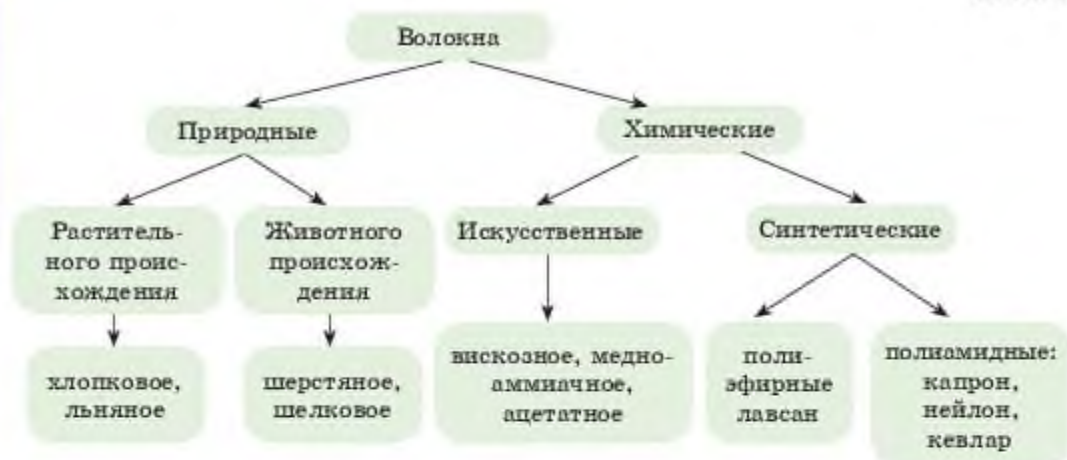 Волокна
Природные
Химические
Раститель-
ного проис-
хождения
Животного
происхож-
дения
Искусственные
Синтетические
хлопковое,
льняное
шерстяное,
шелковое
вискозное, медно-
аммиачное,
ацетатное
поли-
эфирные
лавсан
полиамидные:
капрон,
нейлон,
кевлар